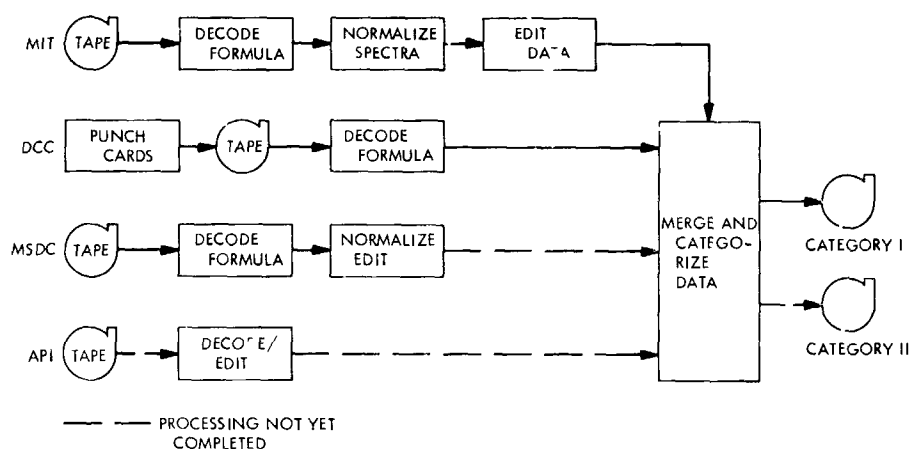 MIT
TAPE
DECODE
FORMULA
NORMALIZE
SPECTRA
EDIT
DATA
DCC
PUNCH
CARDS
TAPE
DECODE
FORMULA
MSDC
TAPE
DECODE
FORMULA
NORMALIZE
EDIT
API
TAPE
DECODE/
EDIT
MERGE AND
CATEGO-
RIZE
DATA
CATEGORY I
CATEGORY II
PROCESSING NOT YET
COMPLETED